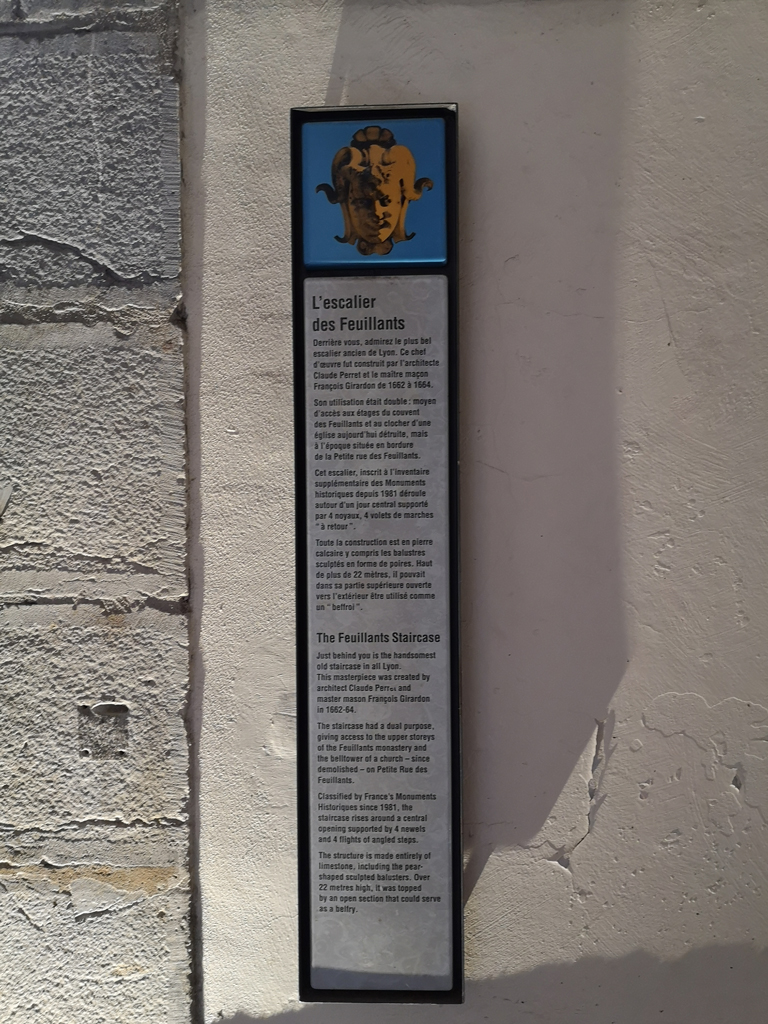 L'escalier
des Feuillants
Derrière vous, admirez le plus bel
escalier ancien de Lyon. Ce chef
d'œuvre fut construit par l'architecte
Claude Perret et le maître maçon
François Girardon de 1662 à 1664.
Son utilisation était double : moyen
d'accès aux étages du couvent
des Feuillants et au clocher d'une
église aujourd'hui détruite, mais
à l'époque située en bordure
de la Petite rue des Feuillants.
Cet escalier, inscrit à l'inventaire
supplémentaire des Monuments
historiques depuis 1981 déroule
autour d'un jour central supporté
par 4 noyaux, 4 volets de marches
" à retour ".
Toute la construction est en pierre
calcaire y compris les balustres
sculptés en forme de poires. Haut
de plus de 22 mètres, il pouvait
dans sa partie supérieure ouverte
vers l'extérieur être utilisé comme
un " beffroi ".
The Feuillants Staircase
Just behind you is the handsomest
old staircase in all Lyon.
This masterpiece was created by
architect Claude Perret and
master mason François Girardon
in 1662-64.
The staircase had a dual purpose,
giving access to the upper storeys
of the Feuillants monastery and
the belltower of a church – since
demolished – on Petite Rue des
Feuillants.
Classified by France's Monuments
Historiques since 1981, the
staircase rises around a central
opening supported by 4 newels
and 4 flights of angled steps.
The structure is made entirely of
limestone, including the pear-
shaped sculpted balusters. Over
22 metres high, it was topped
by an open section that could serve
as a belfry.